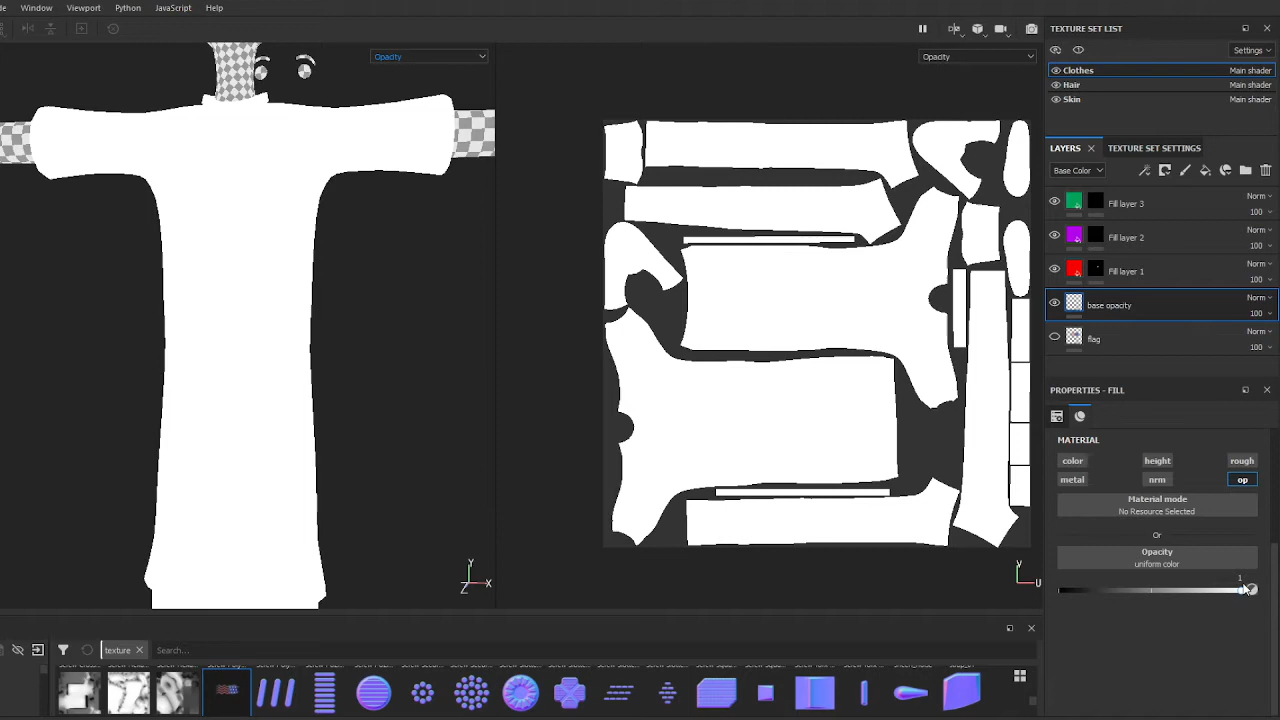 Window Viewport Python JavaScript Help
Opacity
Opacity
TEXTURE SET LIST
Settings
Clothes Main shader
Hair Main shader
Skin Main shader
LAYERS TEXTURE SET SETTINGS
Base Color
Fill layer 3 Norm
100
Fill layer 2 Norm
100
Fill layer 1 Norm
100
base opacity Norm
100
flag Norm
100
PROPERTIES - FILL
MATERIAL
color height rough
metal nrm op
Material mode
No Resource Selected
Or
Opacity
uniform color
1
Y
Z X
Y
U
texture Search...